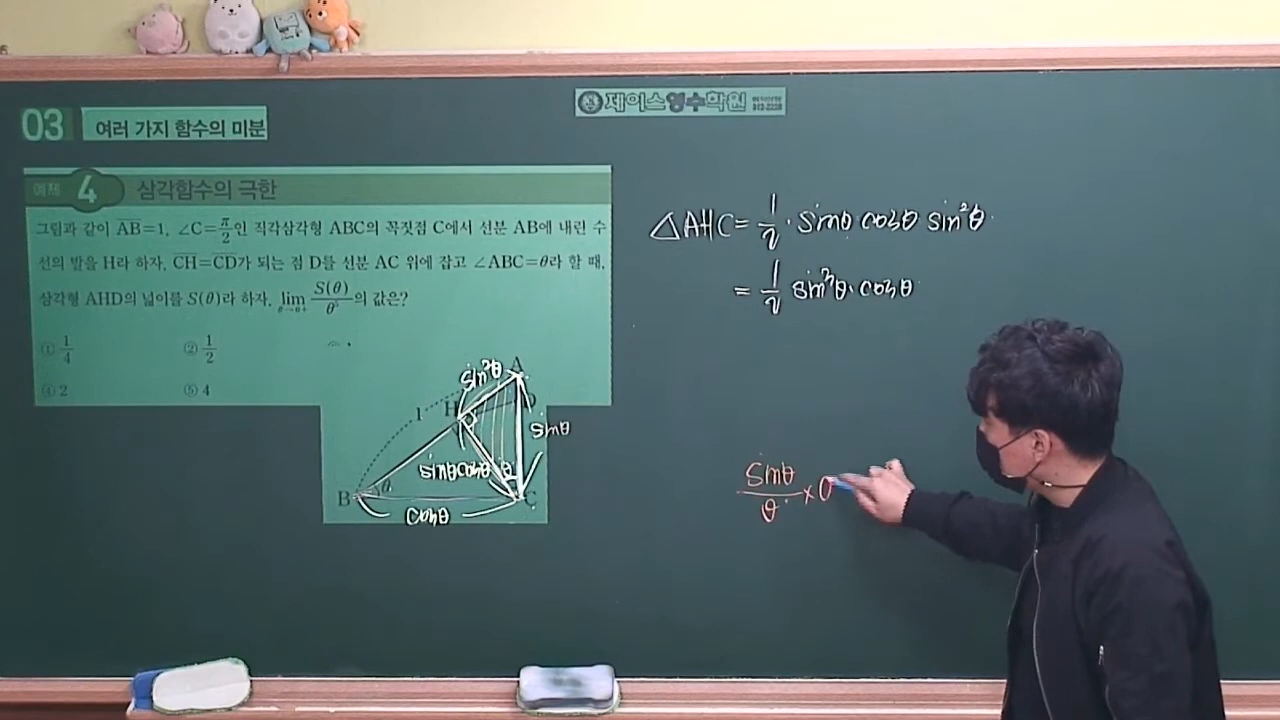 제이스영수학원
03 여러 가지 함수의 미분
예제 4 삼각함수의 극한
그림과 같이 AB=1, ∠C=π/2인 직각삼각형 ABC의 꼭짓점 C에서 선분 AB에 내린 수
선의 발을 H라 하자. CH=CD가 되는 점 D를 선분 AC 위에 잡고 ∠ABC=θ라 할 때,
삼각형 AHD의 넓이를 S(θ)라 하자. lim θ→0+ S(θ)/θ⁵의 값은?
① 1/4 ② 1/2
④ 2 ⑤ 4
A
sin²θ
1 H D
sinθ
sinθcosθ θ
B θ C
cosθ
△AHC = 1/2 · sinθ cosθ sin²θ
= 1/2 sin³θ · cosθ
sinθ/θ × θ